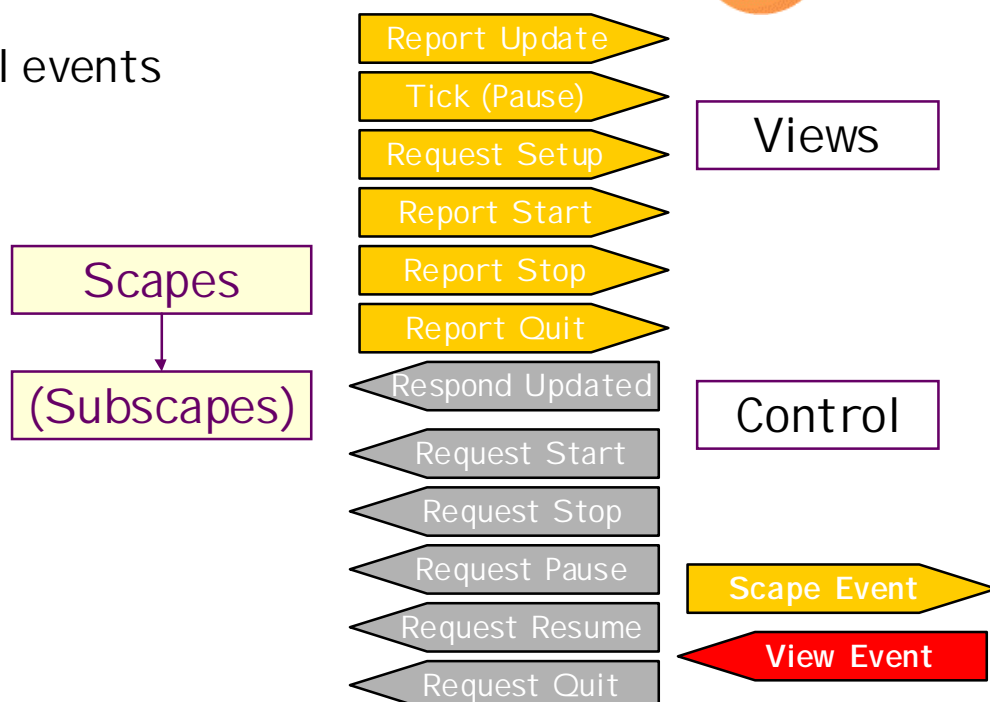 l events
Report Update
Tick (Pause)
Request Setup
Report Start
Report Stop
Report Quit
Respond Updated
Request Start
Request Stop
Request Pause
Request Resume
Request Quit
Scapes
(Subscapes)
Views
Control
Scape Event
View Event